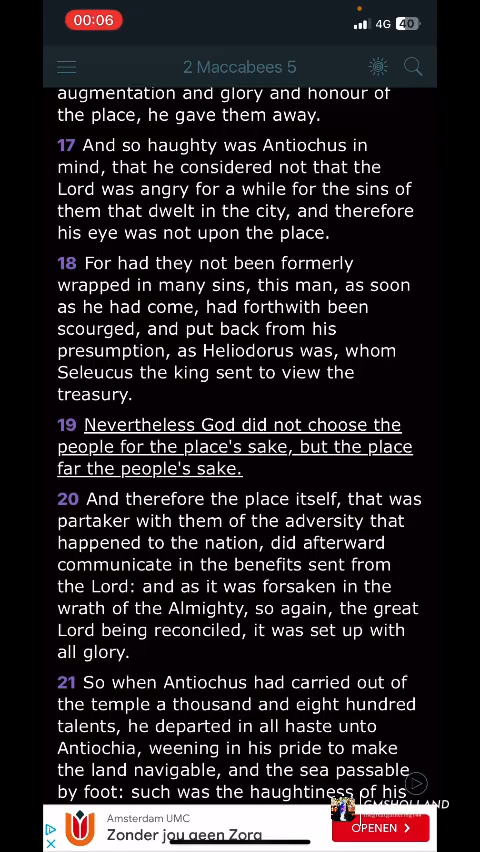 00:06
4G 40
2 Maccabees 5
augmentation and glory and honour of
the place, he gave them away.
17 And so haughty was Antiochus in
mind, that he considered not that the
Lord was angry for a while for the sins of
them that dwelt in the city, and therefore
his eye was not upon the place.
18 For had they not been formerly
wrapped in many sins, this man, as soon
as he had come, had forthwith been
scourged, and put back from his
presumption, as Heliodorus was, whom
Seleucus the king sent to view the
treasury.
19 Nevertheless God did not choose the
people for the place's sake, but the place
far the people's sake.
20 And therefore the place itself, that was
partaker with them of the adversity that
happened to the nation, did afterward
communicate in the benefits sent from
the Lord: and as it was forsaken in the
wrath of the Almighty, so again, the great
Lord being reconciled, it was set up with
all glory.
21 So when Antiochus had carried out of
the temple a thousand and eight hundred
talents, he departed in all haste unto
Antiochia, weening in his pride to make
the land navigable, and the sea passable
by foot: such was the haughtiness of his
GMSHOLLAND
Amsterdam UMC
Zonder jou geen Zorg
OPENEN